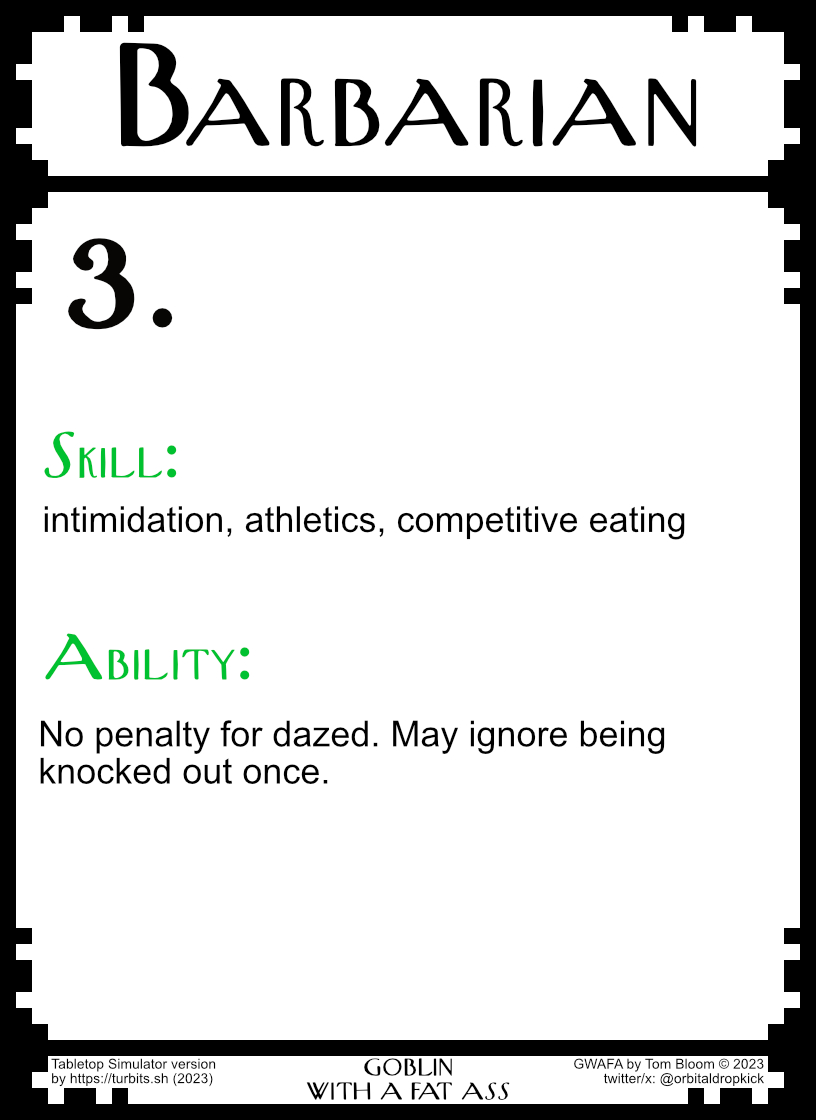 Barbarian
3.
Skill:
intimidation, athletics, competitive eating
Ability:
No penalty for dazed. May ignore being
knocked out once.
Tabletop Simulator version
by https://turbits.sh (2023)
GOBLIN
WITH A FAT ASS
GWAFA by Tom Bloom © 2023
twitter/x: @orbitaldropkick